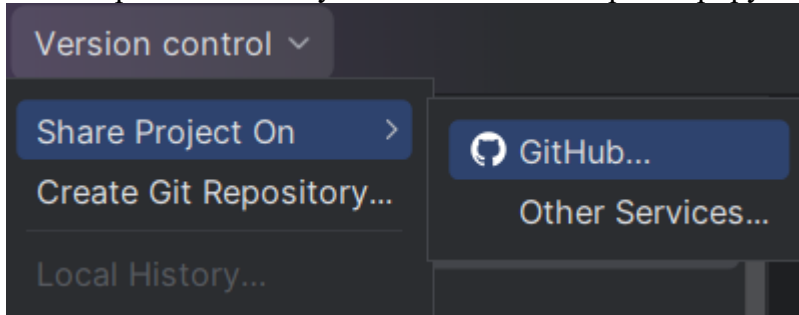 Version control
Share Project On
GitHub...
Create Git Repository...
Other Services...
Local History...